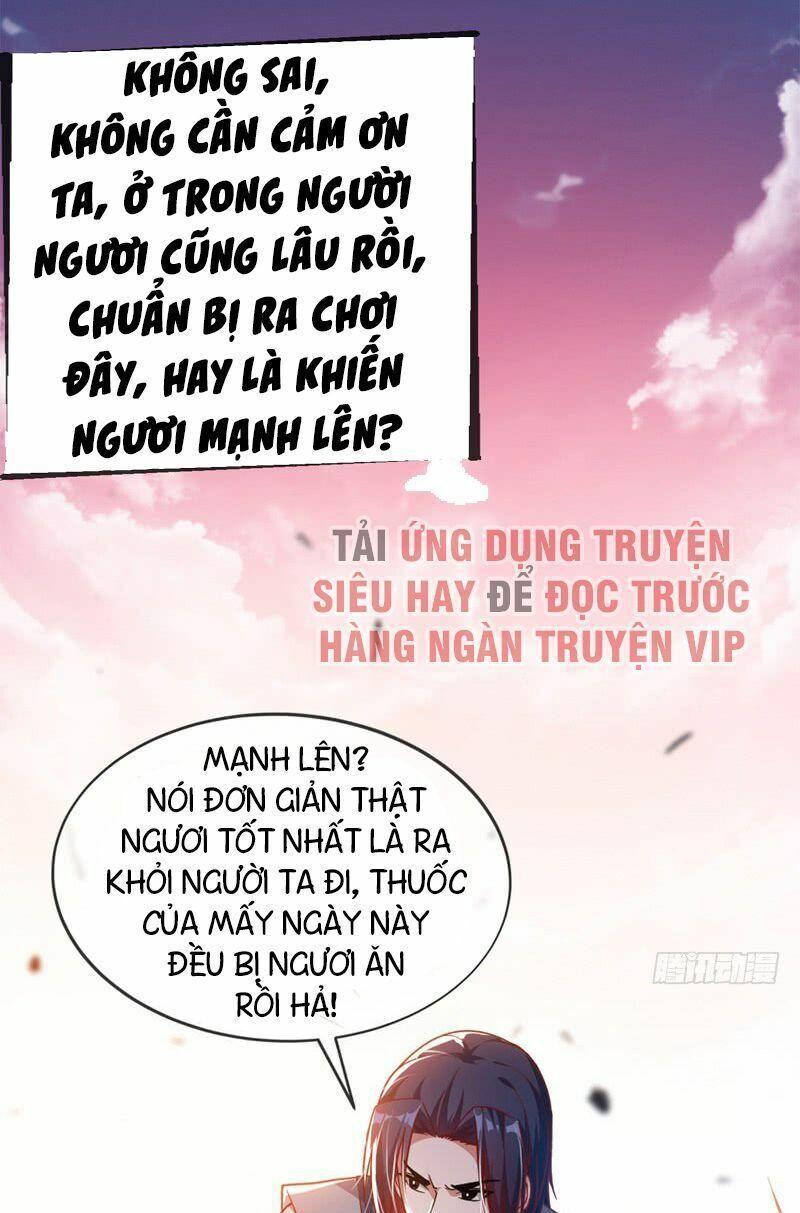 KHÔNG SAI,
KHÔNG CẦN CẢM ƠN
TA, Ở TRONG NGƯỜI
NGƯƠI CŨNG LÂU RỒI,
CHUẨN BỊ RA CHƠI
ĐÂY, HAY LÀ KHIẾN
NGƯƠI MẠNH LÊN?
TẢI ỨNG DỤNG TRUYỆN
SIÊU HAY ĐỂ ĐỌC TRƯỚC
HÀNG NGÀN TRUYỆN VIP
MẠNH LÊN?
NÓI ĐƠN GIẢN THẬT
NGƯƠI TỐT NHẤT LÀ RA
KHỎI NGƯỜI TA ĐI, THUỐC
CỦA MẤY NGÀY NÀY
ĐỀU BỊ NGƯƠI ĂN
RỒI HẢ!
腾讯动漫